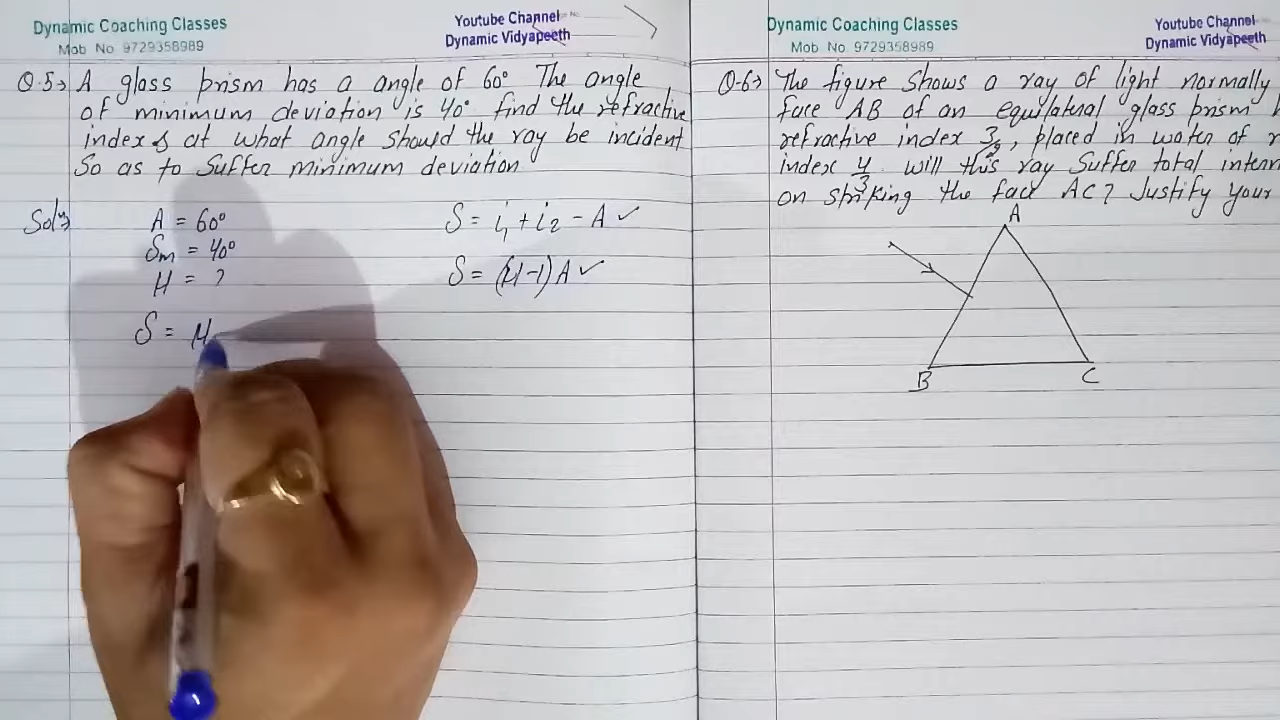 Dynamic Coaching Classes
Mob No 9729358989
Youtube Channel
Dynamic Vidyapeeth
Q.5> A glass prism has a angle of 60° The angle
of minimum deviation is 40° find the refractive
index & at what angle should the ray be incident
So as to Suffer minimum deviation
Sol>
A = 60°
δm = 40°
μ = ?
δ = μ
δ = i1 + i2 - A ✓
δ = (μ-1)A ✓
Dynamic Coaching Classes
Mob No 9729358989
Youtube Channel
Dynamic Vidyapeeth
Q.6> The figure shows a ray of light normally
face AB of an equilateral glass prism
refractive index 3/2, placed in water of
index 4/3 will this ray Suffer total
on striking the face AC? Justify your
A
B
C